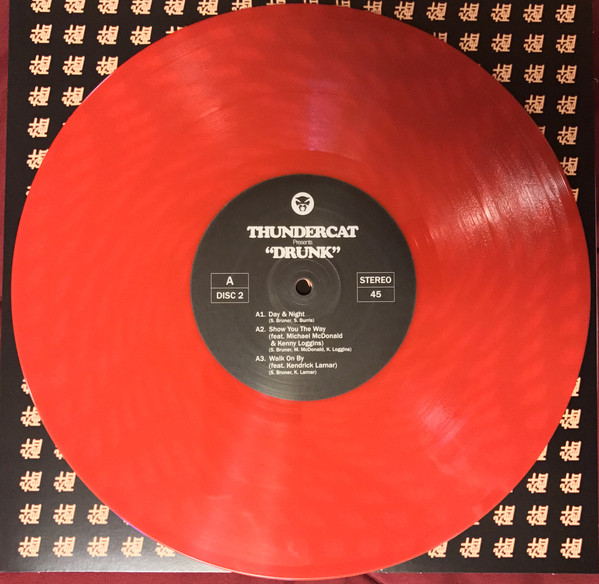 THUNDERCAT
Presents
“DRUNK”
A
DISC 2
STEREO
45
A1. Day & Night
(S. Bruner, S. Burris)
A2. Show You The Way
(feat. Michael McDonald
& Kenny Loggins)
(S. Bruner, M. McDonald, K. Loggins)
A3. Walk On By
(feat. Kendrick Lamar)
(S. Bruner, K. Lamar)